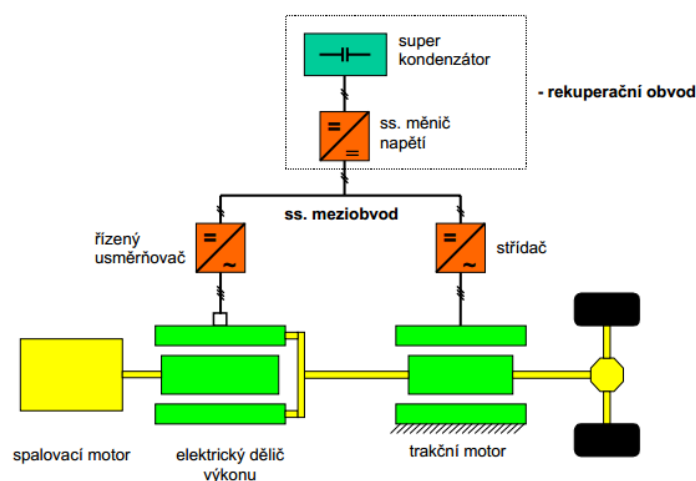 super
kondenzátor
- rekuperační obvod
ss. měnič
napětí
ss. meziobvod
řízený
usměrňovač
střídač
spalovací motor
elektrický dělič
výkonu
trakční motor